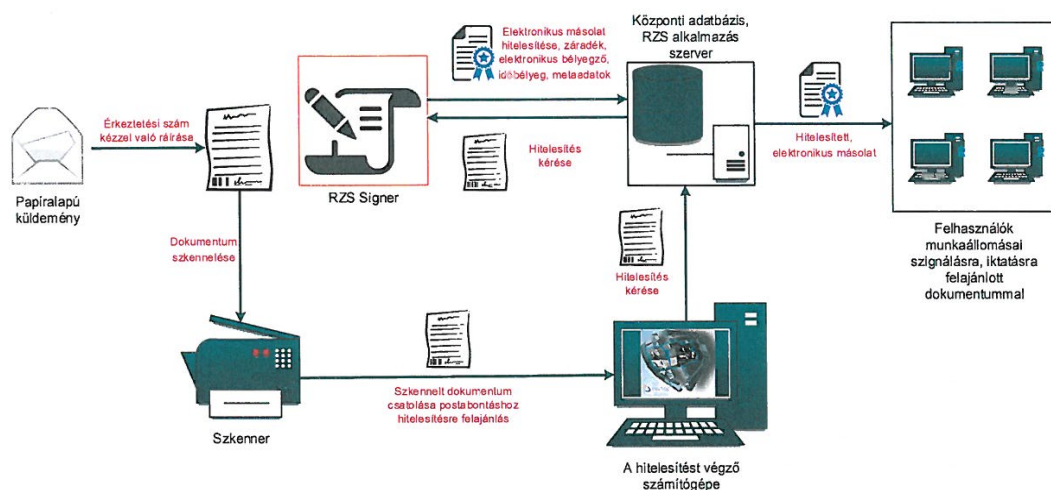 Elektronikus másolat
hitelesítése, záradék,
elektronikus bélyegző,
időbélyeg, metaadatok
Központi adatbázis,
RZS alkalmazás
szerver
Érkeztetési szám
kézzel való ráírása
Hitelesítés
kérése
Hitelesített,
elektronikus másolat
Papíralapú
küldemény
RZS Signer
Felhasználók
munkaállomásai
szignálásra, iktatásra
felajánlott
dokumentummal
Dokumentum
szkennelése
Hitelesítés
kérése
Szkennelt dokumentum
csatolása postabontáshoz
hitelesítésre felajánlás
Szkenner
A hitelesítést végző
számítógépe